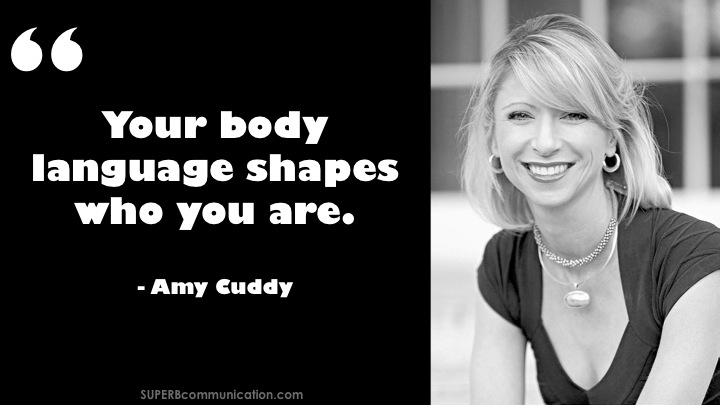 “
Your body
language shapes
who you are.
- Amy Cuddy
SUPERBcommunication.com